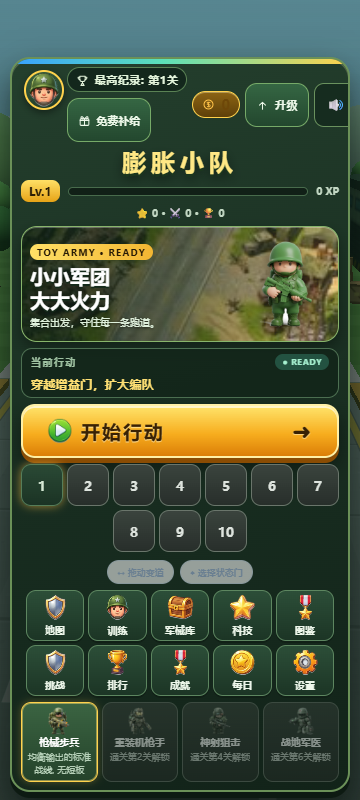 最高纪录: 第1关
0
升级
免费补给
膨胀小队
Lv.1
0 XP
0 • 0 • 0
TOY ARMY • READY
小小军团
大大火力
集合出发，守住每一条跑道。
当前行动
• READY
穿越增益门，扩大编队
开始行动 →
1 2 3 4 5 6 7
8 9 10
↔ 拖动变道
• 选择状态门
地图 训练 军械库 科技 图鉴
挑战 排行 成就 每日 设置
枪械步兵
均衡输出的标准
战线, 无短板
重装机枪手
通关第2关解锁
神射狙击
通关第4关解锁
战地军医
通关第6关解锁